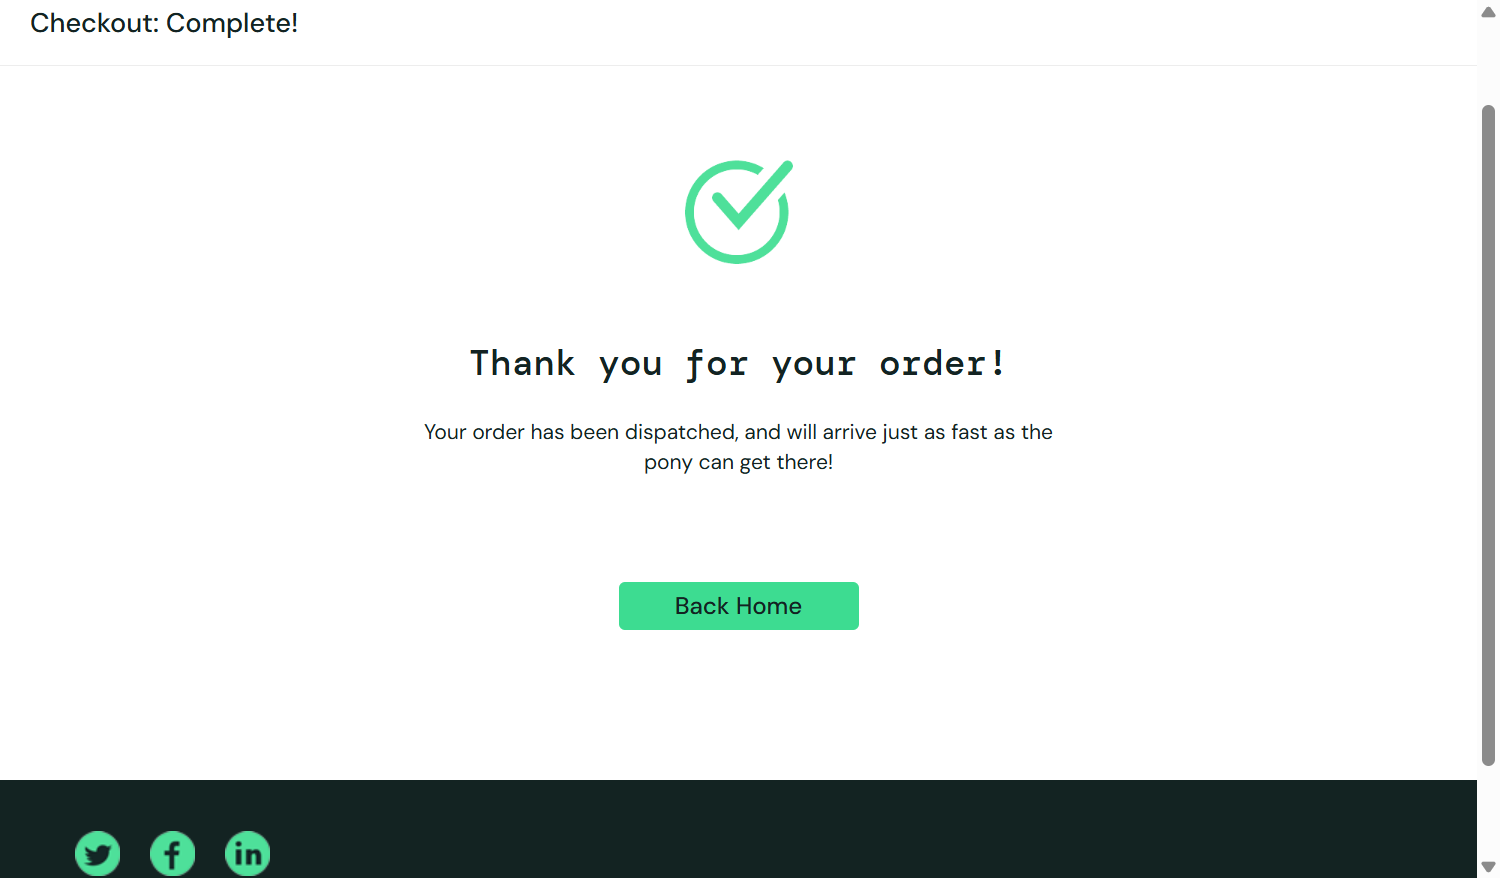 Checkout: Complete!
Thank you for your order!
Your order has been dispatched, and will arrive just as fast as the
pony can get there!
Back Home